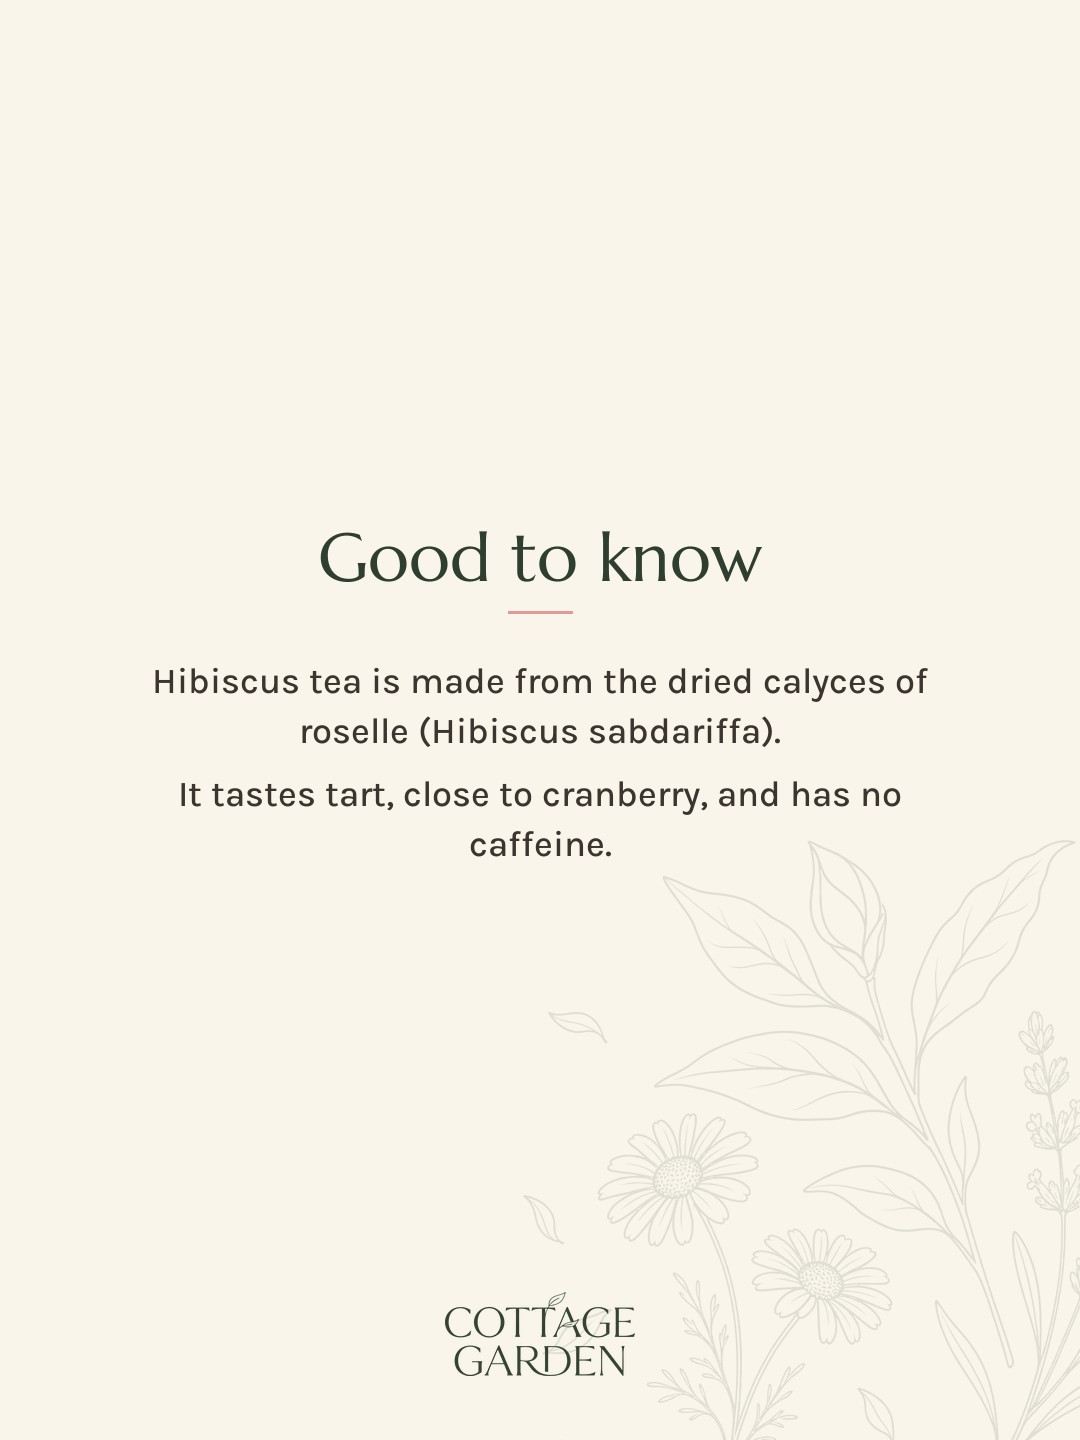 Good to know
Hibiscus tea is made from the dried calyces of
roselle (Hibiscus sabdariffa).
It tastes tart, close to cranberry, and has no
caffeine.
COTTAGE
GARDEN